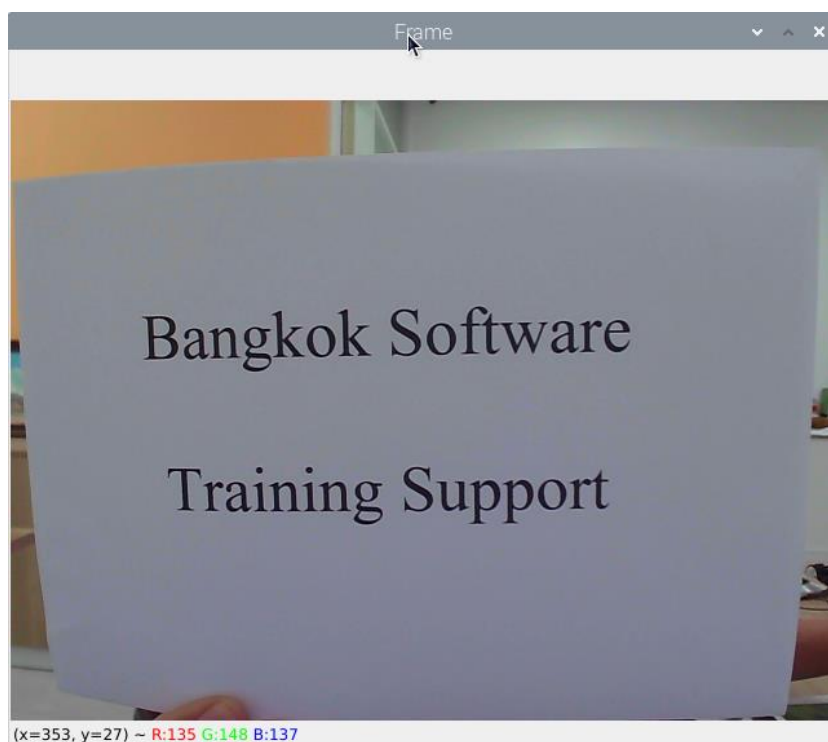 Frame
Bangkok Software
Training Support
(x=353, y=27) ~ R:135 G:148 B:137